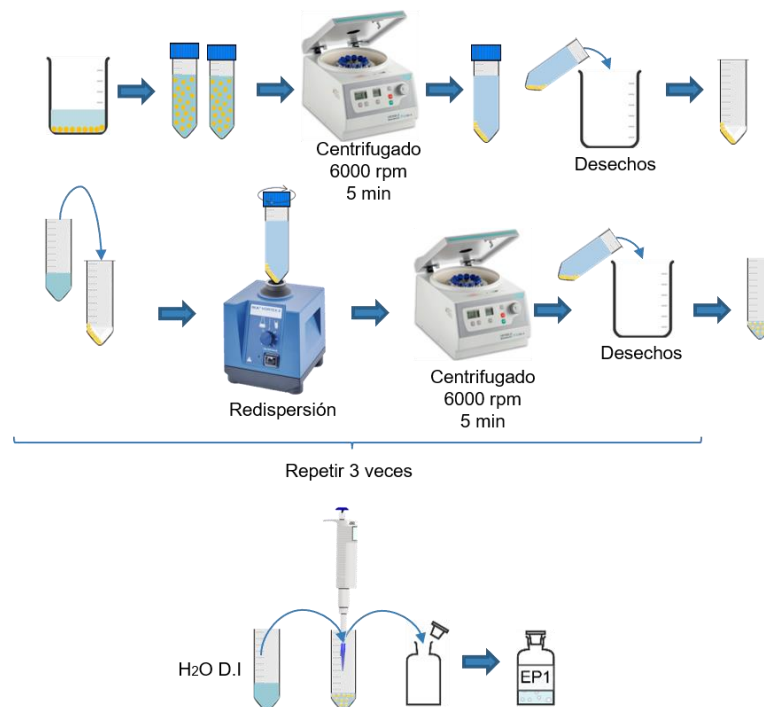 Centrifugado
6000 rpm
5 min
Desechos
Redispersión
Centrifugado
6000 rpm
5 min
Desechos
Repetir 3 veces
H2O D.I
EP1